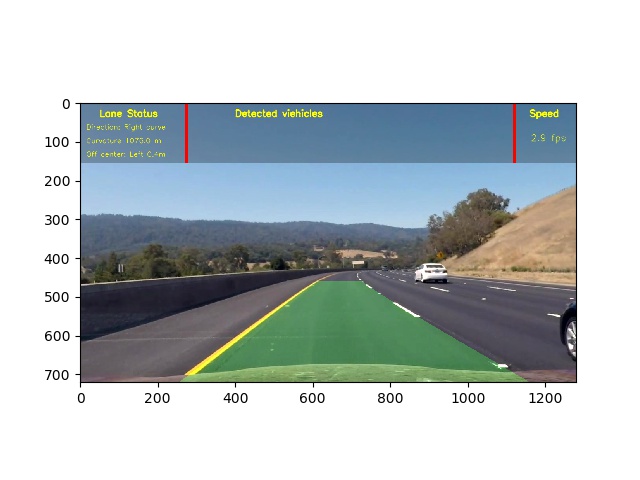 0
100
200
300
400
500
600
700
0 200 400 600 800 1000 1200
Lane Status
Direction: Right curve
Curvature 1073.0 m
Off center: Left 0.4m
Detected viehicles
Speed
2.9 fps